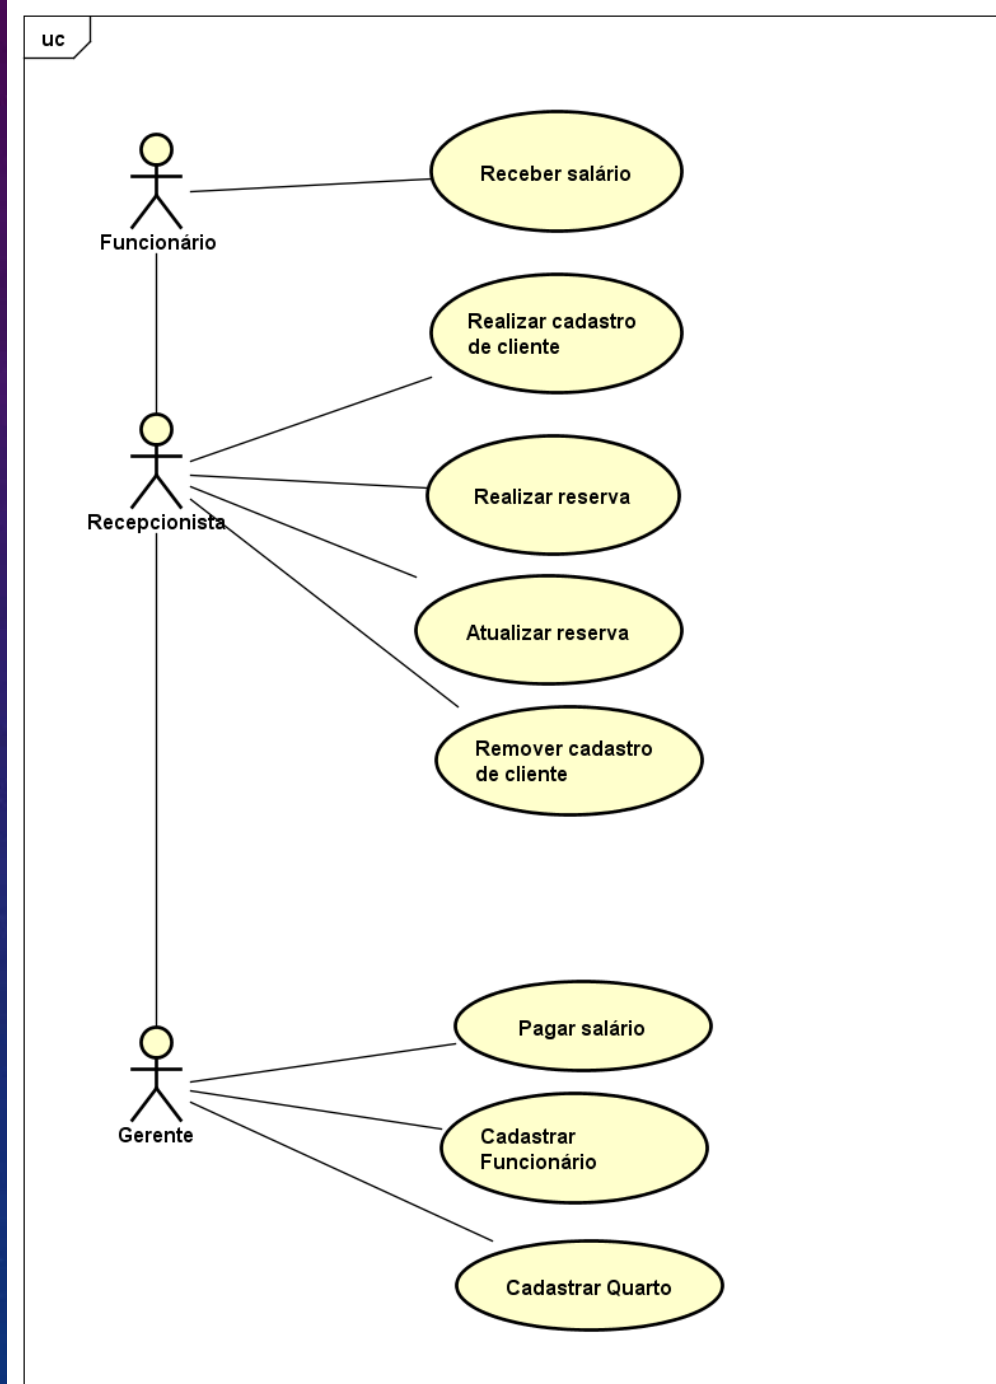 uc
Receber salário
Funcionário
Realizar cadastro
de cliente
Realizar reserva
Recepcionista
Atualizar reserva
Remover cadastro
de cliente
Pagar salário
Gerente
Cadastrar
Funcionário
Cadastrar Quarto